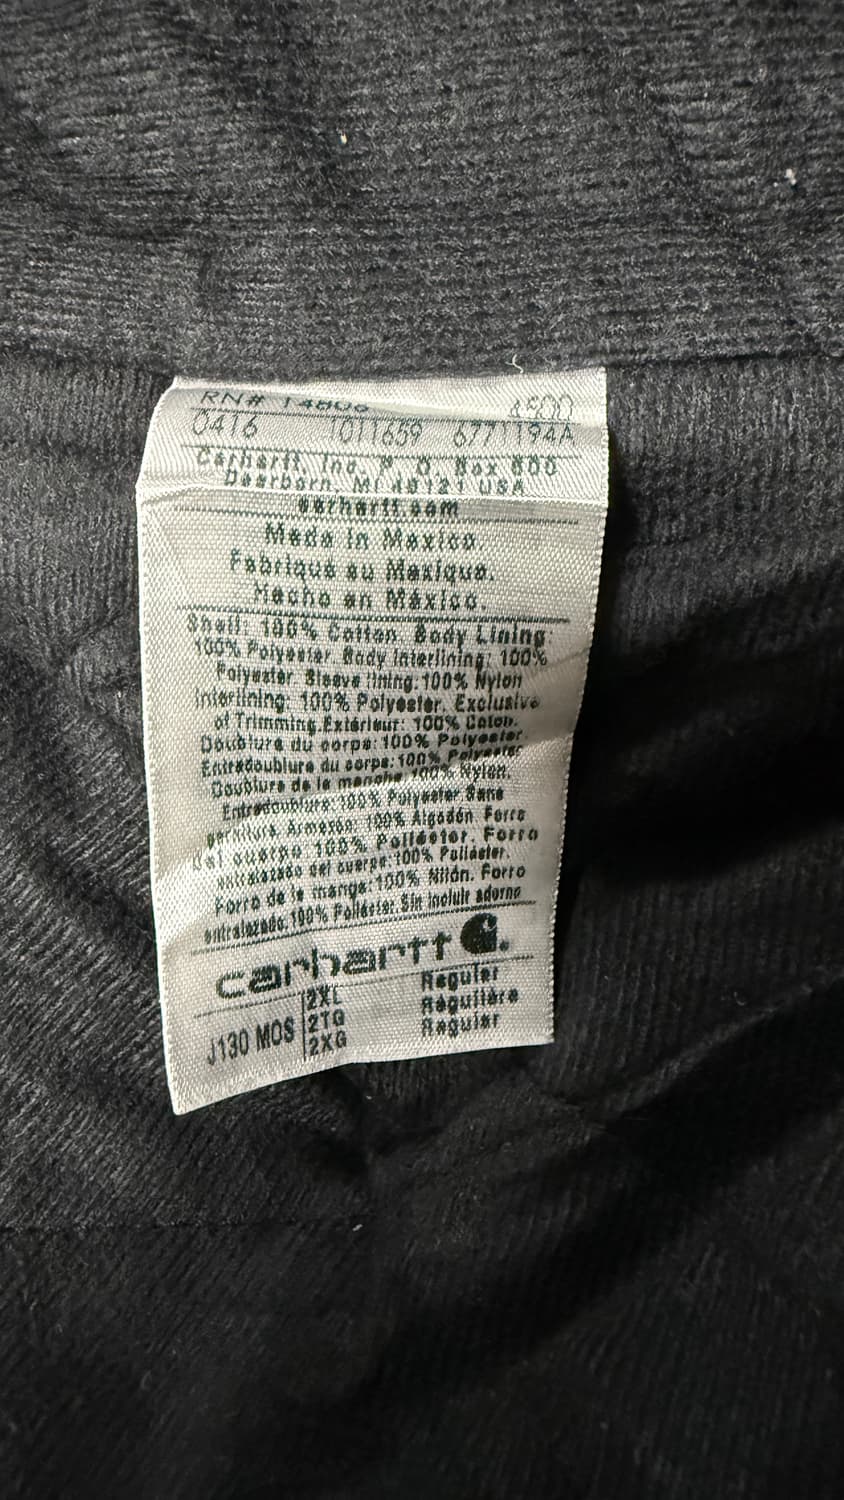 RN# 14806
0416 1011659 6771194A
Carhartt, Inc. P. O. Box 600
Dearborn, MI 48121 USA
carhartt.com
Made in Mexico.
Fabriqué au Mexique.
Hecho en México.
Shell: 100% Cotton. Body Lining:
100% Polyester. Body Interlining: 100%
Polyester. Sleeve lining: 100% Nylon
Interlining: 100% Polyester. Exclusive
of Trimming. Extérieur: 100% Coton.
Doublure du corps: 100% Polyester.
Entredoublure du corps: 100% Polyester
Doublure de la manche 100% Nylon.
Entredoublure: 100% Polyester. Sans
garniture. Armazón: 100% Algodón. Forro
del cuerpo 100% Poliéster. Forro
entrelazado del cuerpo: 100% Poliéster.
Forro de la manga: 100% Nilón. Forro
entrelazado, 100% Poliéster. Sin incluir adorno
carhartt
J130 MOS
2XL Regular
2TG Régulière
2XG Regular